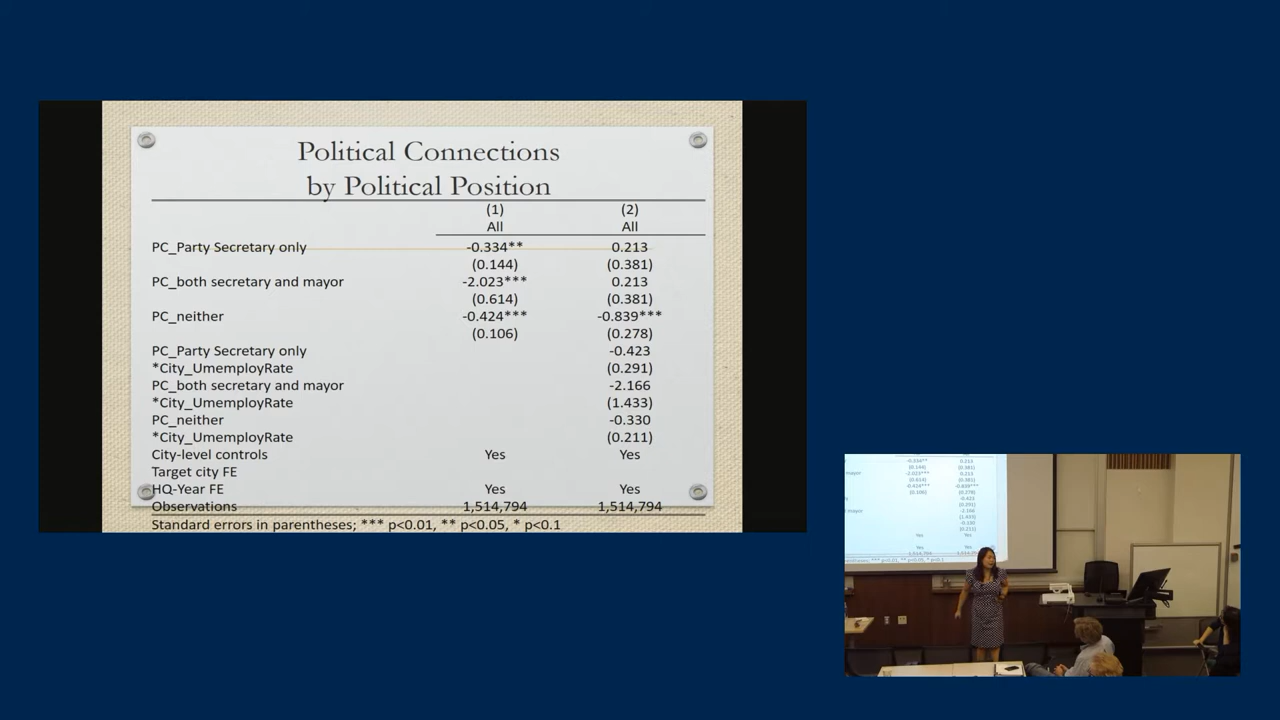 Political Connections
by Political Position
(1) (2)
All All
PC_Party Secretary only -0.334** 0.213
(0.144) (0.381)
PC_both secretary and mayor -2.023*** 0.213
(0.614) (0.381)
PC_neither -0.424*** -0.839***
(0.106) (0.278)
PC_Party Secretary only -0.423
*City_UmemployRate (0.291)
PC_both secretary and mayor -2.166
*City_UmemployRate (1.433)
PC_neither -0.330
*City_UmemployRate (0.211)
City-level controls Yes Yes
Target city FE
HQ-Year FE Yes Yes
Observations 1,514,794 1,514,794
Standard errors in parentheses; *** p<0.01, ** p<0.05, * p<0.1